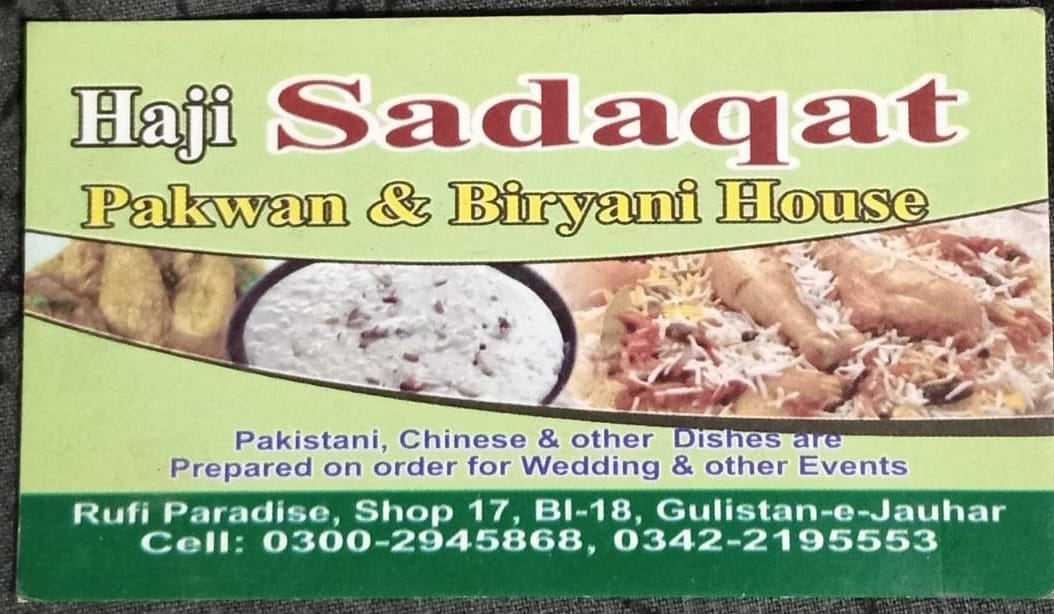 Haji Sadaqat
Pakwan & Biryani House
Pakistani, Chinese & other Dishes are
Prepared on order for Wedding & other Events
Rufi Paradise, Shop 17, Bl-18, Gulistan-e-Jauhar
Cell: 0300-2945868, 0342-2195553